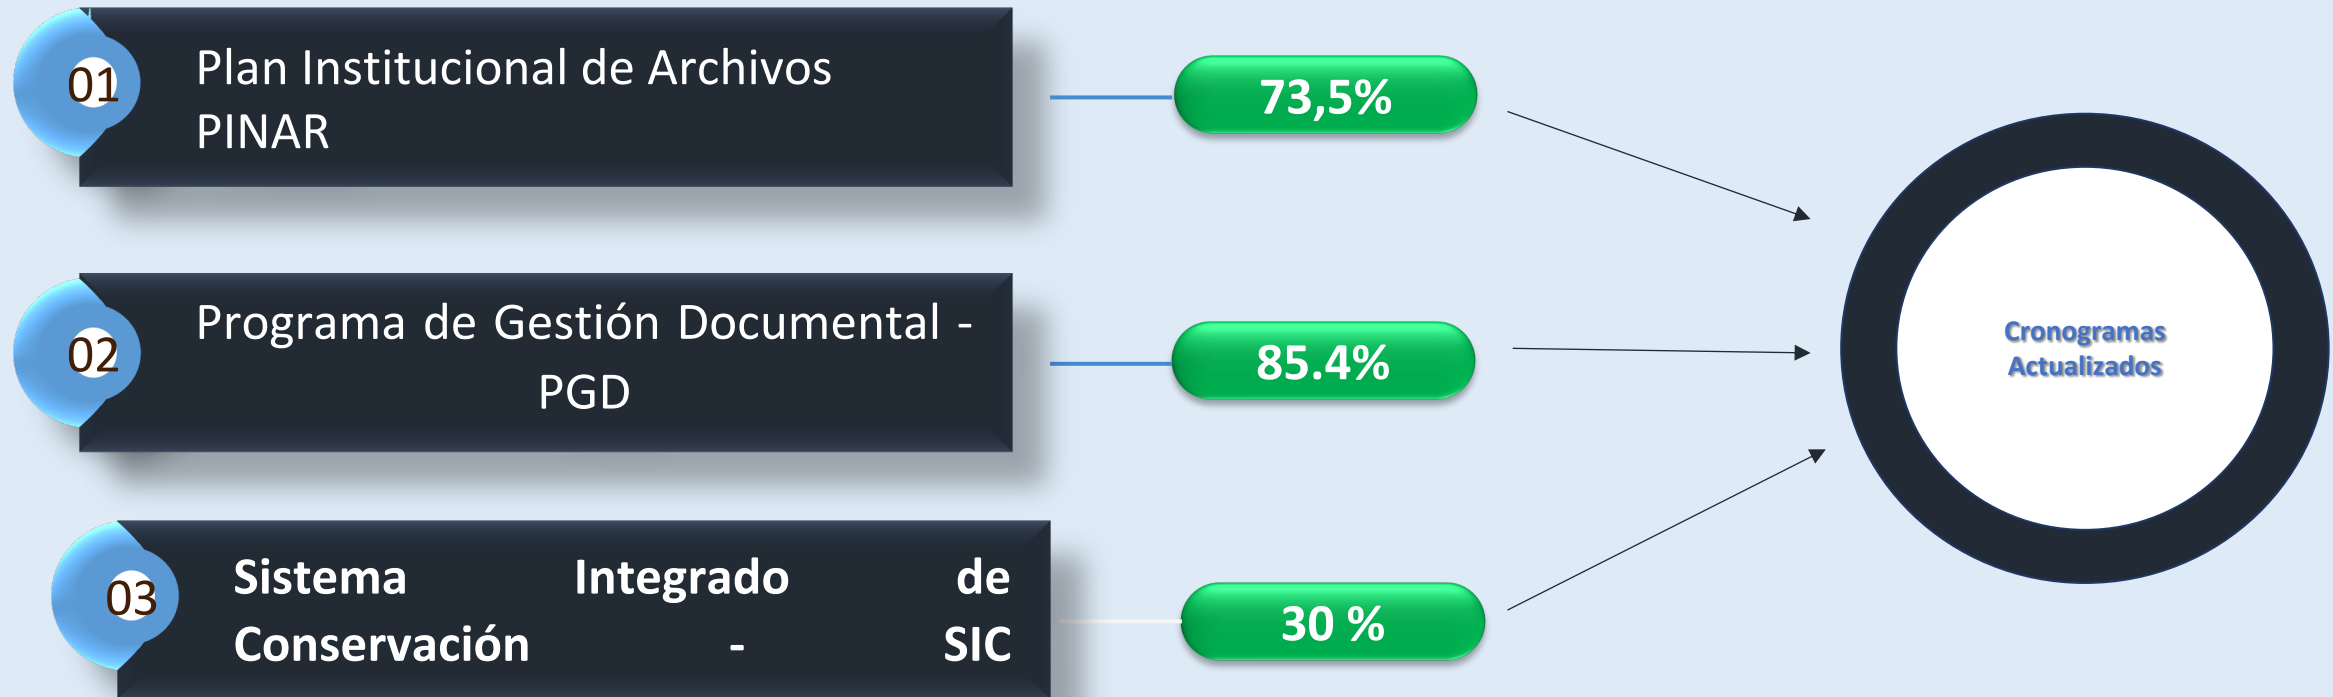 01
Plan Institucional de Archivos
PINAR
73,5%
02
Programa de Gestión Documental -
PGD
85.4%
03
Sistema Integrado de
Conservación - SIC
30 %
Cronogramas
Actualizados